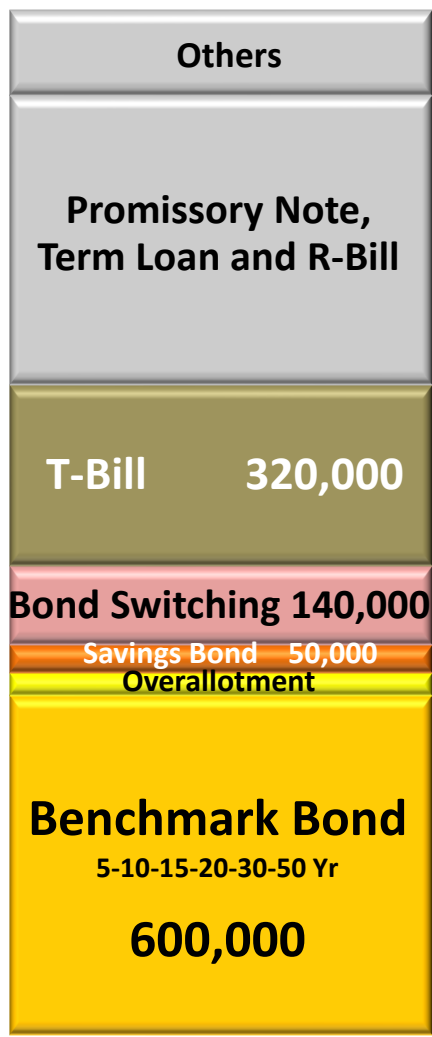 Others
Promissory Note,
Term Loan and R-Bill
T-Bill 320,000
Bond Switching 140,000
Savings Bond 50,000
Overallotment
Benchmark Bond
5-10-15-20-30-50 Yr
600,000